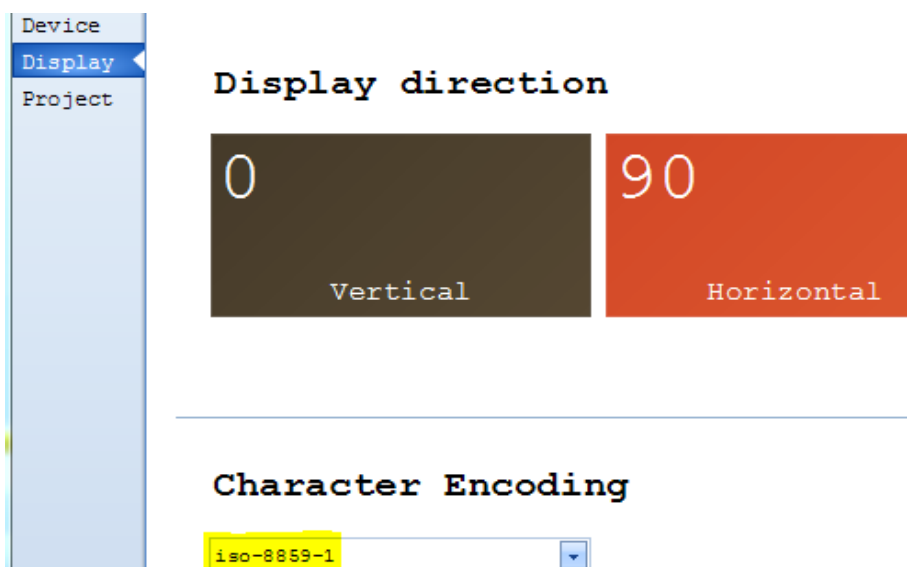 Device
Display
Project
Display direction
0
90
Vertical
Horizontal
Character Encoding
iso-8859-1